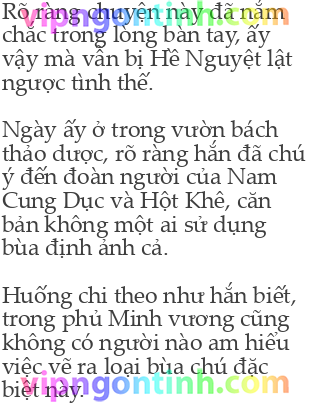 Rõ ràng chuyện này đã nắm
chắc trong lòng bàn tay, ấy
vậy mà vẫn bị Hề Nguyệt lật
ngược tình thế.
Ngày ấy ở trong vườn bách
thảo dược, rõ ràng hắn đã chú
ý đến đoàn người của Nam
Cung Dục và Hột Khê, căn
bản không một ai sử dụng
bùa định ảnh cả.
Huống chi theo như hắn biết,
trong phủ Minh vương cũng
không có người nào am hiểu
việc vẽ ra loại bùa chú đặc
biệt này.
vipngontinh.com
vipngontinh.com